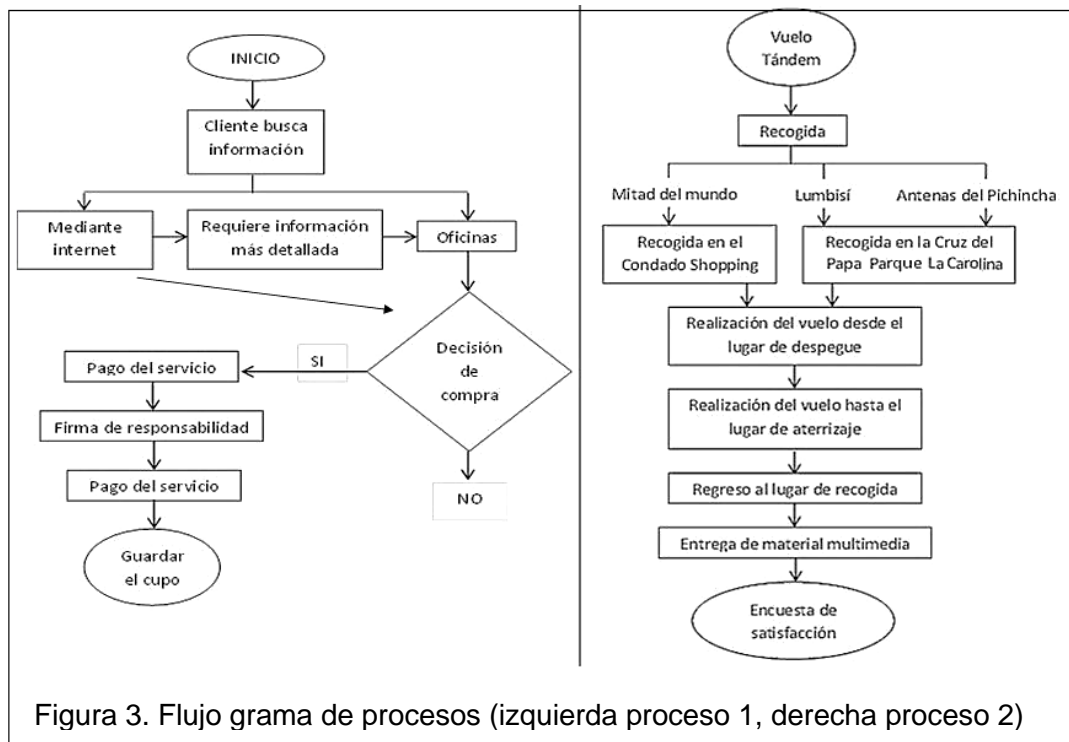 INICIO
Cliente busca
información
Mediante
internet
Requiere información
más detallada
Oficinas
Decisión
de
compra
SI
NO
Pago del servicio
Firma de responsabilidad
Pago del servicio
Guardar
el cupo
Vuelo
Tándem
Recogida
Mitad del mundo
Lumbisí
Antenas del Pichincha
Recogida en el
Condado Shopping
Recogida en la Cruz del
Papa Parque La Carolina
Realización del vuelo desde el
lugar de despegue
Realización del vuelo hasta el
lugar de aterrizaje
Regreso al lugar de recogida
Entrega de material multimedia
Encuesta de
satisfacción
Figura 3. Flujo grama de procesos (izquierda proceso 1, derecha proceso 2)